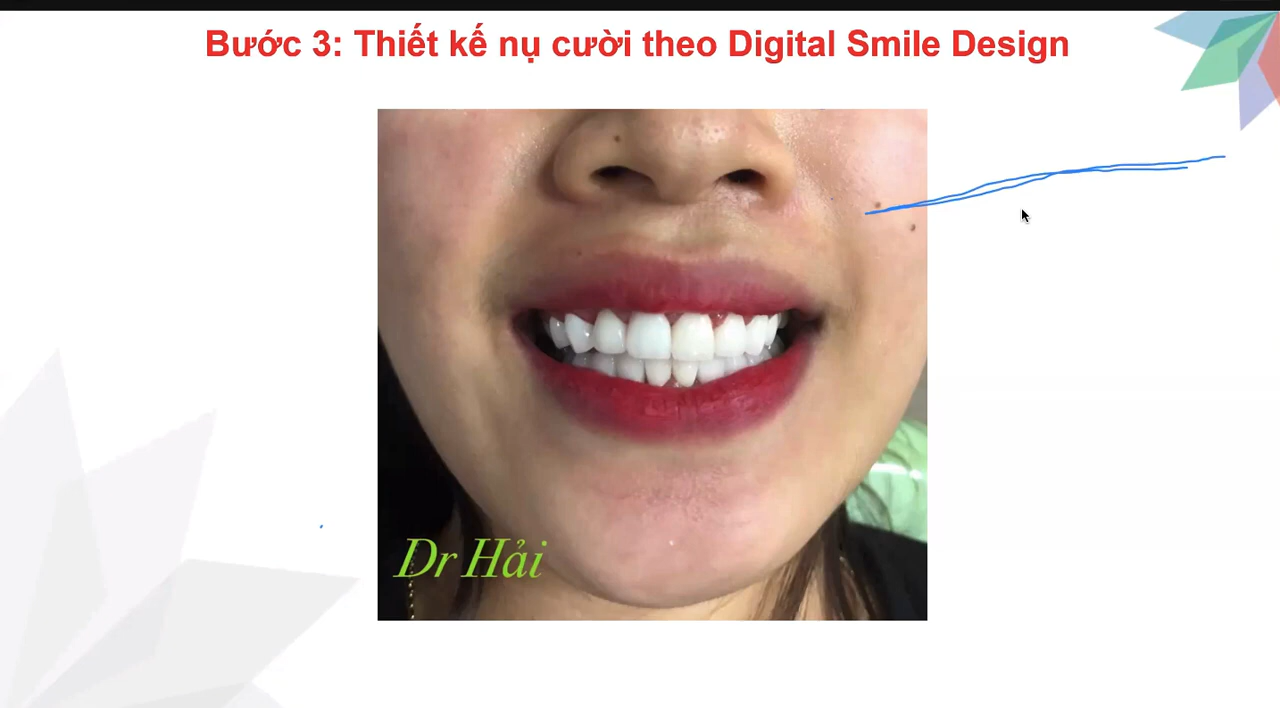 Bước 3: Thiết kế nụ cười theo Digital Smile Design
Dr Hải